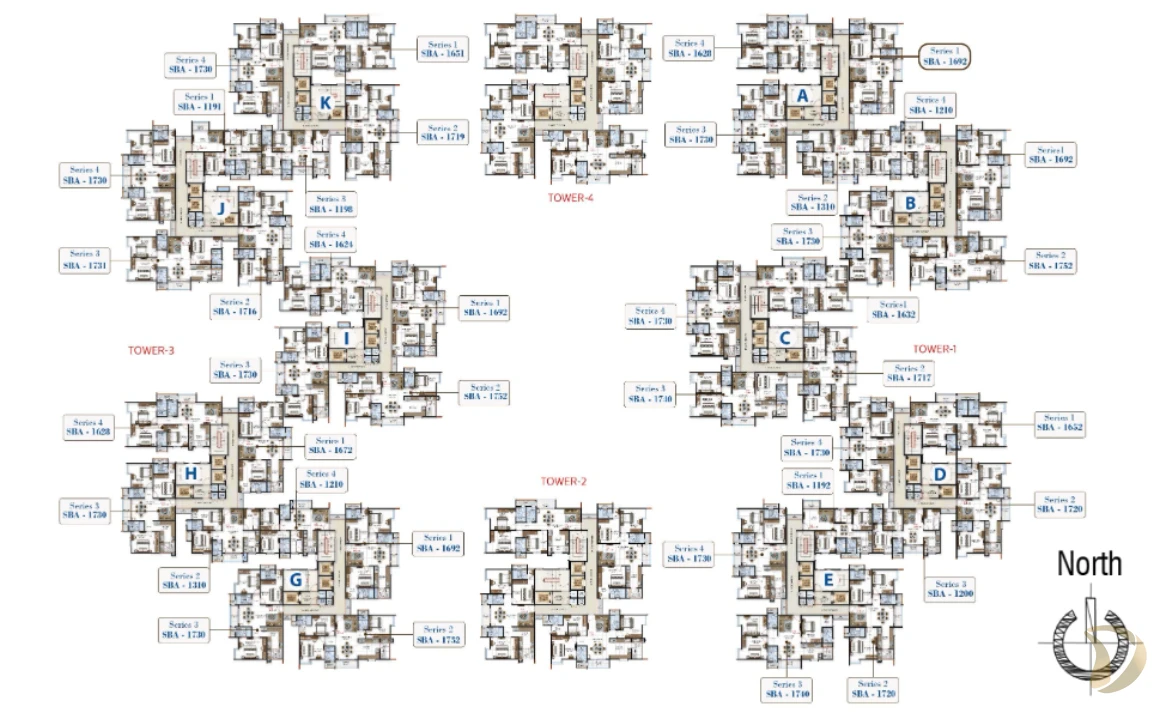 Series 1
SBA - 1651
Series 4
SBA - 1628
Series 1
SBA - 1692
Series 4
SBA - 1730
K
A
Series 1
SBA - 1191
Series 4
SBA - 1210
Series 2
SBA - 1719
Series 3
SBA - 1730
Series1
SBA - 1692
Series 4
SBA - 1730
J
Series 3
SBA - 1198
TOWER-4
Series 2
SBA - 1310
B
Series 4
SBA - 1624
Series 3
SBA - 1730
Series 3
SBA - 1731
Series 2
SBA - 1752
Series 2
SBA - 1716
Series 1
SBA - 1692
Series 4
SBA - 1730
Series1
SBA - 1632
I
C
TOWER-3
TOWER-1
Series 3
SBA - 1730
Series 2
SBA - 1717
Series 2
SBA - 1752
Series 3
SBA - 1730
Series 4
SBA - 1628
Series 1
SBA - 1652
Series 1
SBA - 1672
SBA - 1730
H
Series 4
SBA - 1210
TOWER-2
Series 1
SBA - 1192
D
Series 3
SBA - 1730
Series 2
SBA - 1720
Series 1
SBA - 1692
Series 4
SBA - 1730
North
Series 2
SBA - 1310
G
E
Series 3
SBA - 1200
Series 3
SBA - 1730
Series 2
SBA - 1752
Series 3
SBA - 1740
Series 2
SBA - 1720